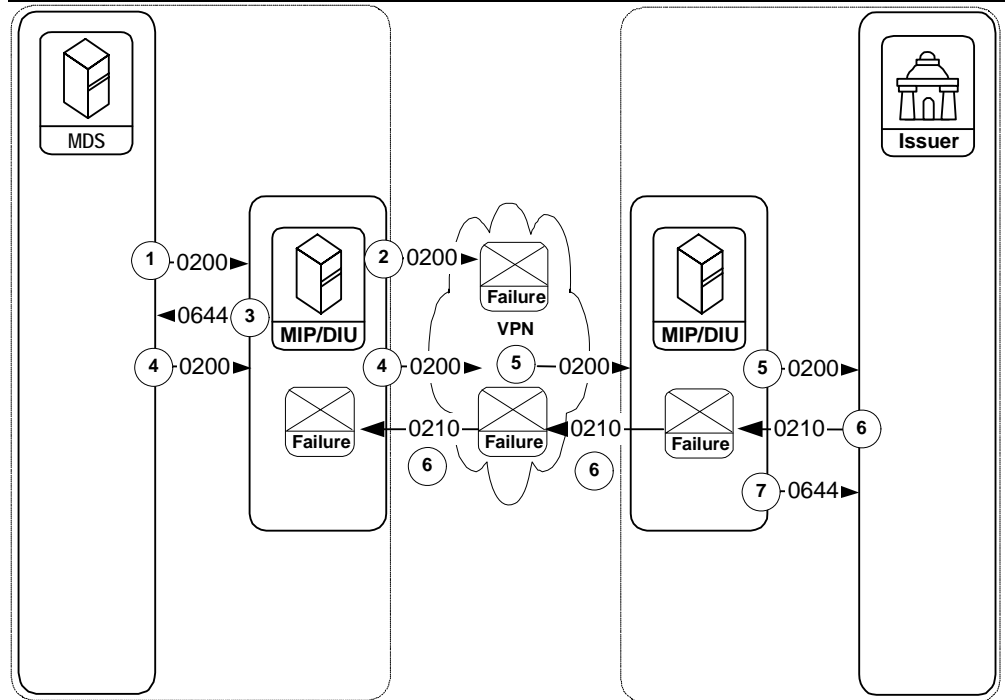 MDS
Issuer
1 0200 2 0200
Failure
0644 3 MIP/DIU VPN MIP/DIU
4 0200 4 0200 5 0200 5 0200
Failure 0210 Failure 0210 Failure 0210 6
6 6
7 0644